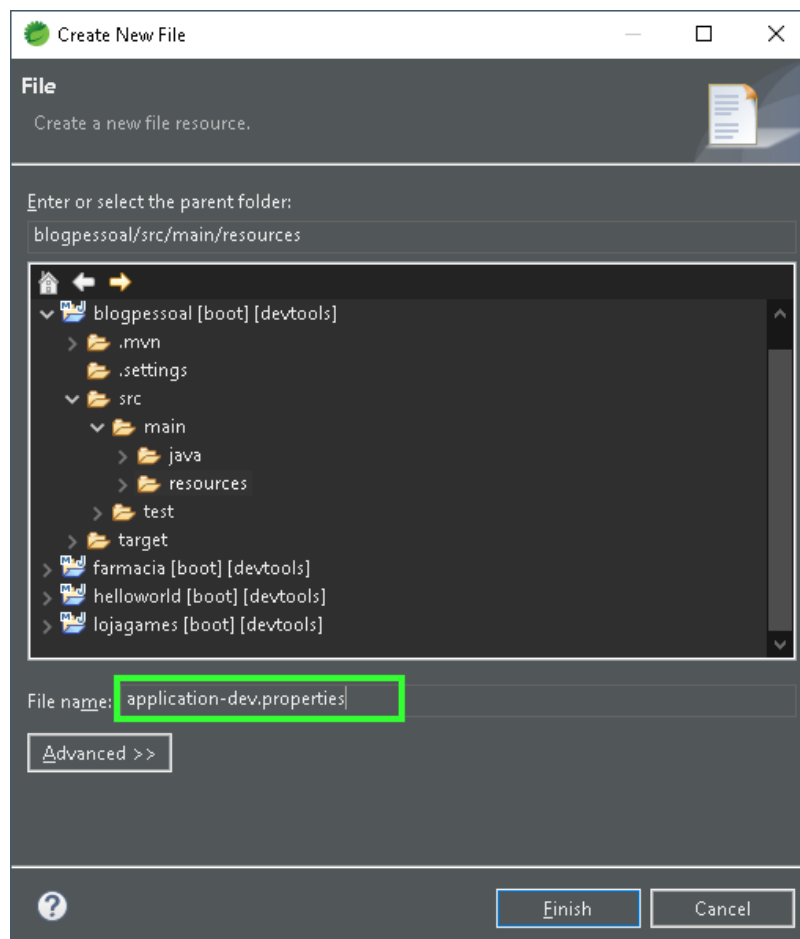 Create New File
File
Create a new file resource.
Enter or select the parent folder:
blogpessoal/src/main/resources
blogpessoal [boot] [devtools]
.mvn
.settings
src
main
java
resources
test
target
farmacia [boot] [devtools]
helloworld [boot] [devtools]
lojagames [boot] [devtools]
File name: application-dev.properties
Advanced >>
Finish Cancel